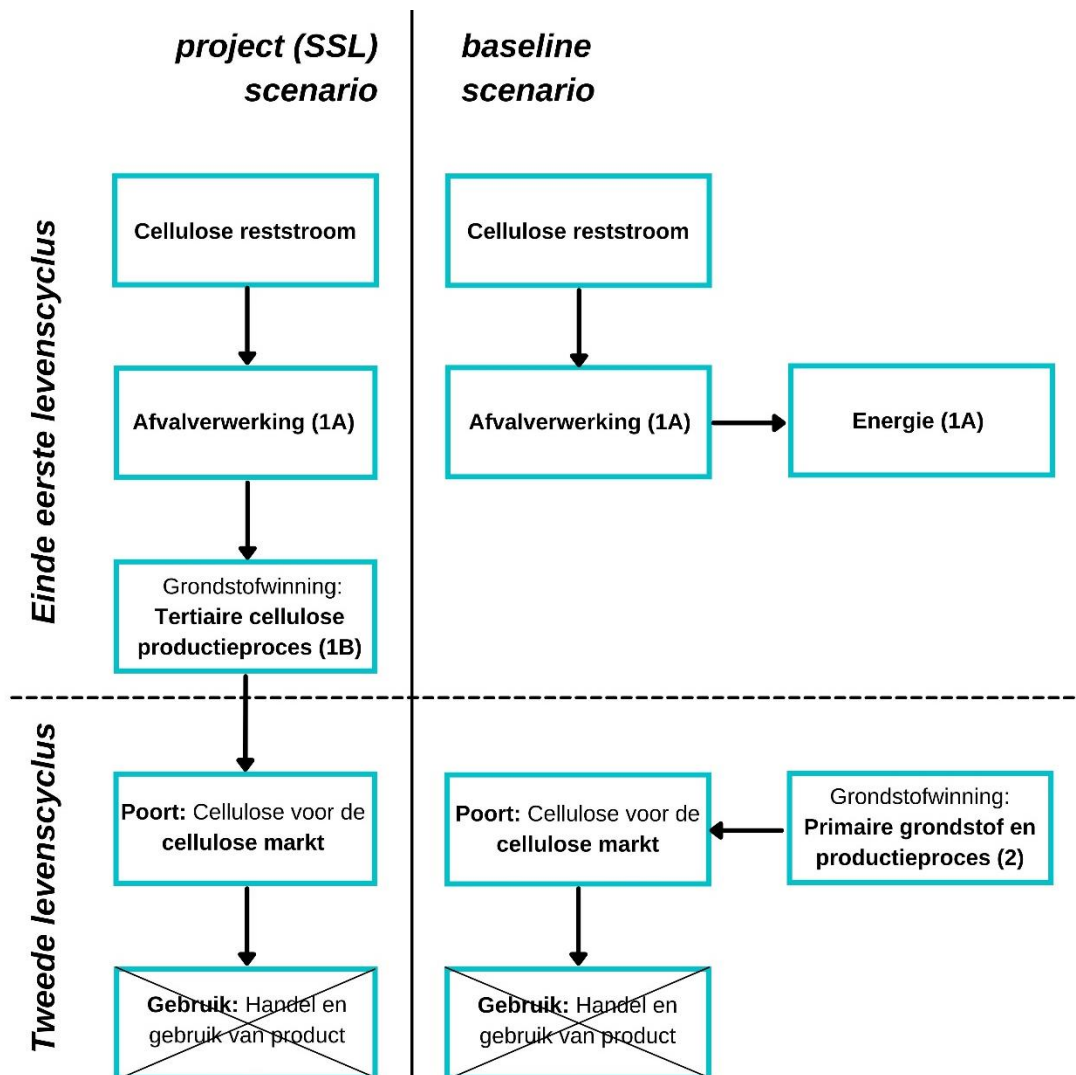 project (SSL)
scenario
baseline
scenario
Einde eerste levenscyclus
Cellulose reststroom
Cellulose reststroom
Afvalverwerking (1A)
Afvalverwerking (1A)
Energie (1A)
Grondstofwinning:
Tertiaire cellulose
productieproces (1B)
Tweede levenscyclus
Poort: Cellulose voor de
cellulose markt
Poort: Cellulose voor de
cellulose markt
Grondstofwinning:
Primaire grondstof en
productieproces (2)
Gebruik: Handel en
gebruik van product
Gebruik: Handel en
gebruik van product